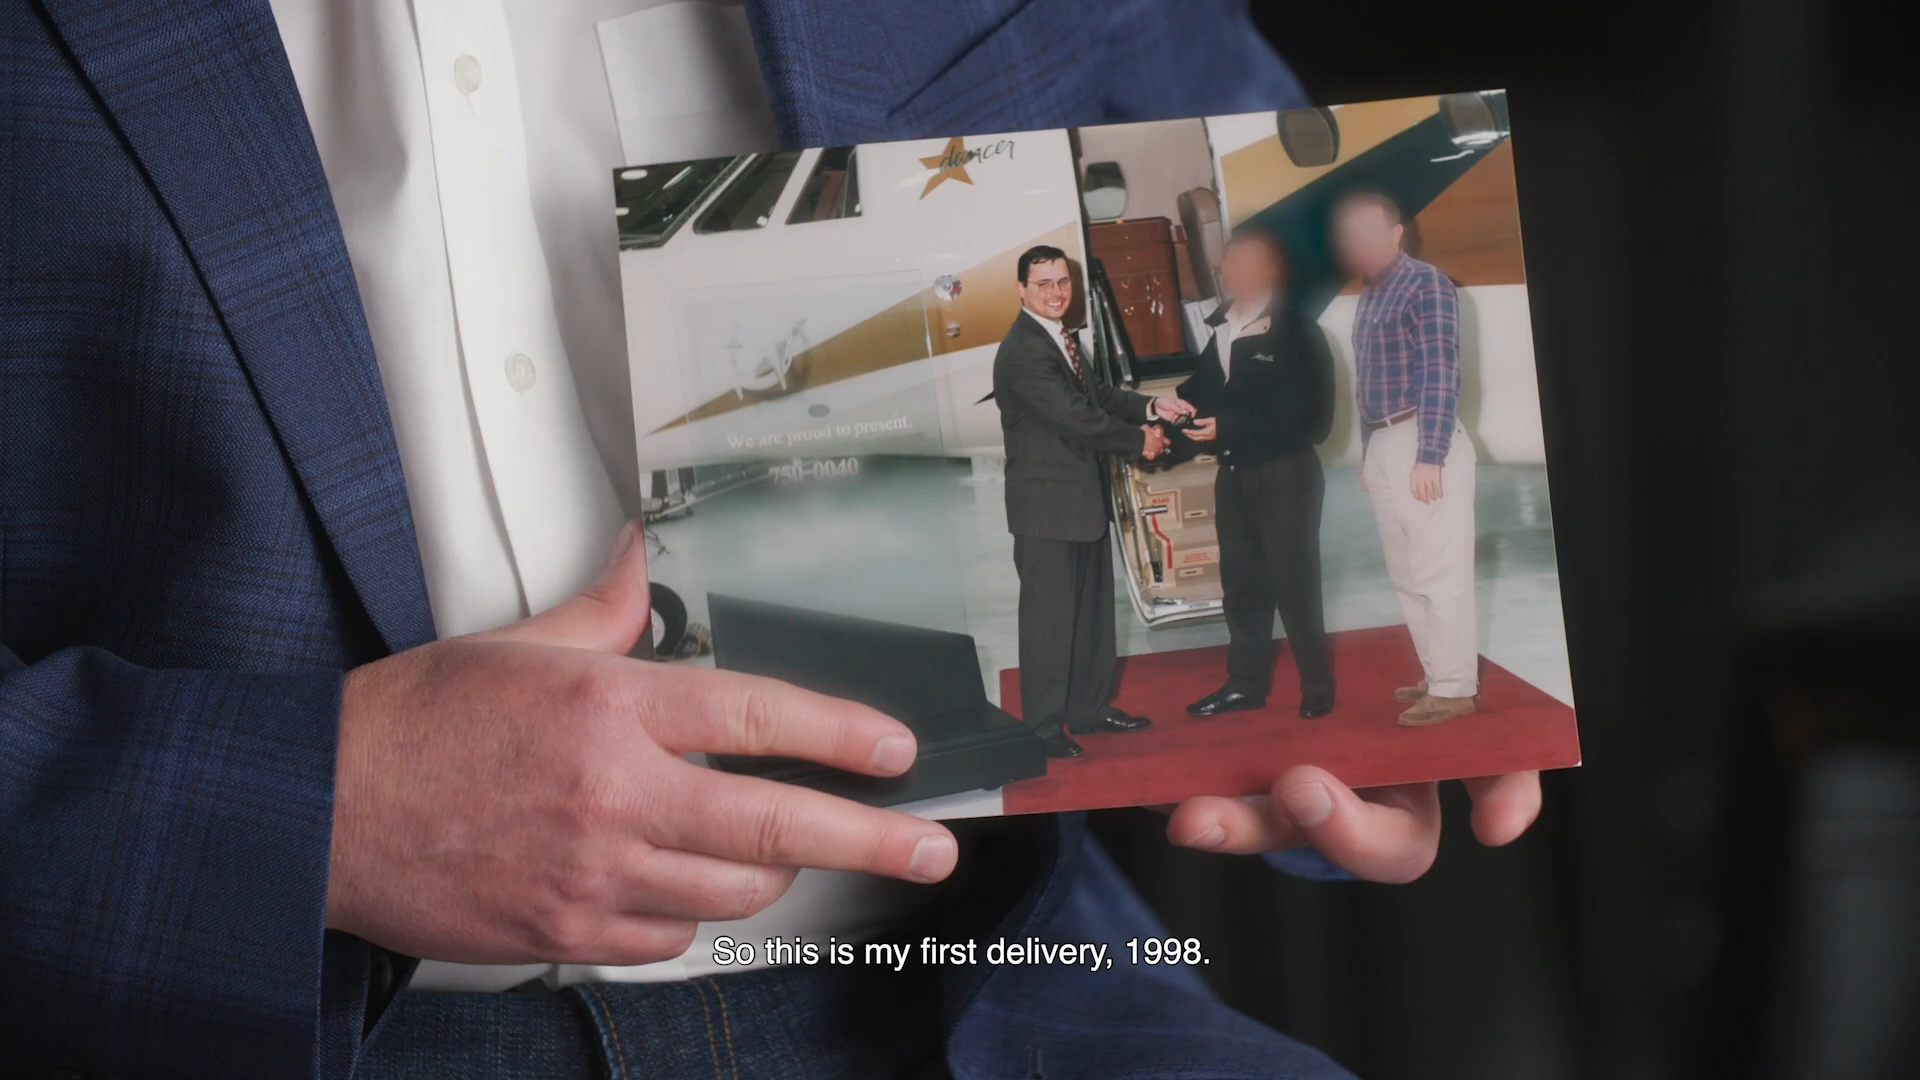 dancer
We are proud to present.
750-0040
So this is my first delivery, 1998.